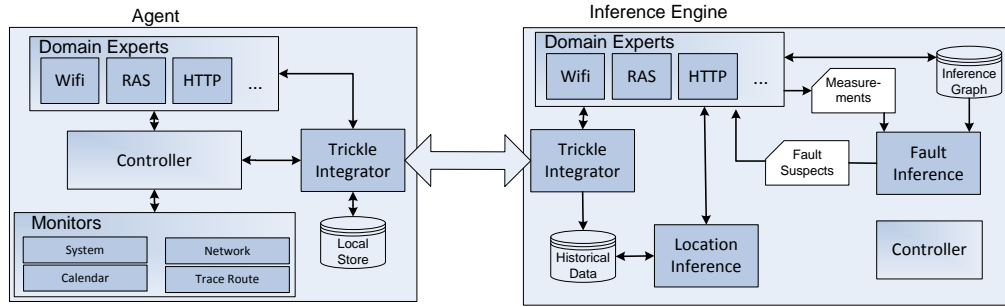 Agent
Domain Experts
Wifi
RAS
HTTP
...
Controller
Trickle
Integrator
Monitors
System
Network
Calendar
Trace Route
Local
Store
Inference Engine
Domain Experts
Wifi
RAS
HTTP
...
Measure-
ments
Inference
Graph
Trickle
Integrator
Fault
Suspects
Fault
Inference
Historical
Data
Location
Inference
Controller